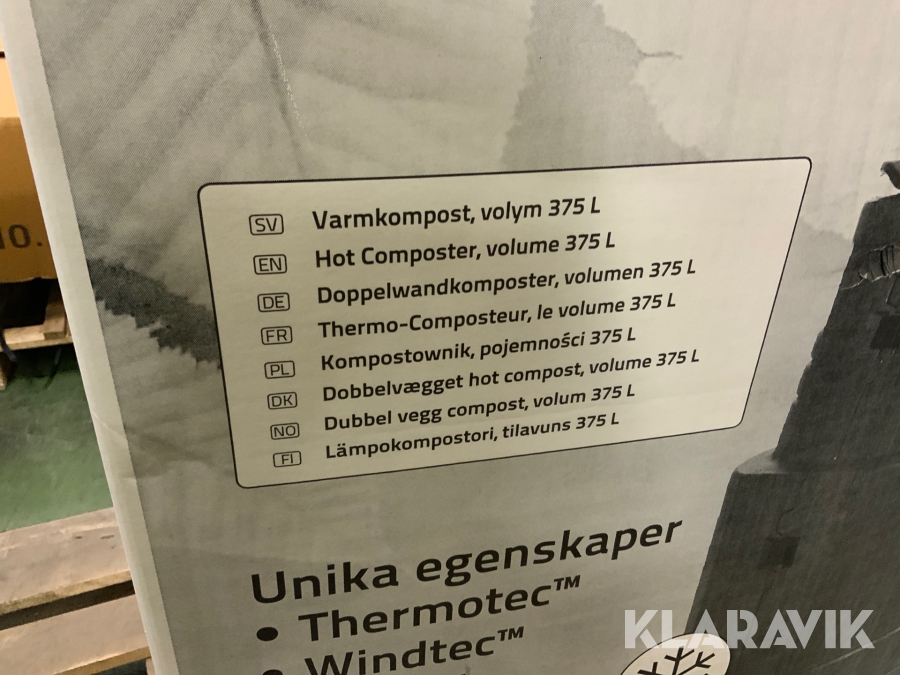 SV Varmkompost, volym 375 L
EN Hot Composter, volume 375 L
DE Doppelwandkomposter, volumen 375 L
FR Thermo-Composteur, le volume 375 L
PL Kompostownik, pojemności 375 L
DK Dobbelvægget hot compost, volume 375 L
NO Dubbel vegg compost, volum 375 L
FI Lämpokompostori, tilavuns 375 L
Unika egenskaper
• Thermotec™
• Windtec™
KLARAVIK